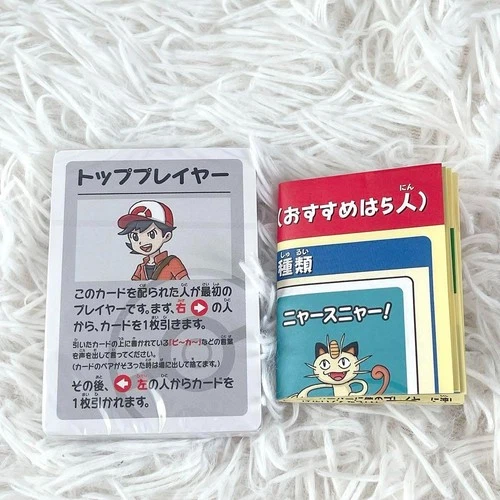 トッププレイヤー
このカードを配られた人が最初の
プレイヤーです。まず、右の人
から、カードを1枚引きます。
引いたカードの上に書かれている「ピ〜カ〜」などの言葉
を声を出して言ってください。
(カードのペアがそろう時は場に出して捨てます。)
その後、左の人からカードを
1枚引かれます。
(おすすめは5人)
種類
ニャースニャー!